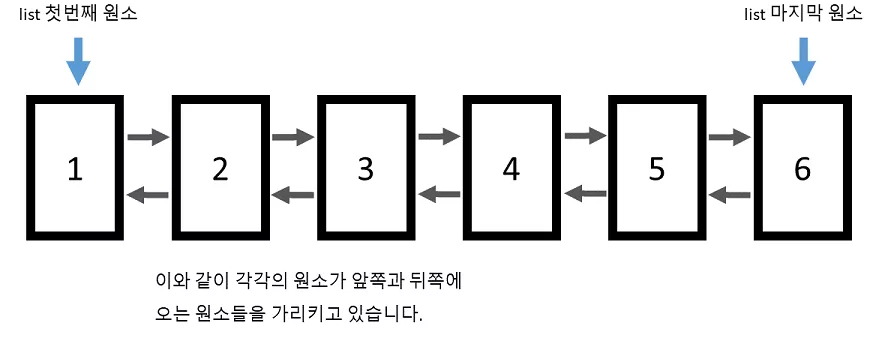 list 첫번째 원소
list 마지막 원소
1 2 3 4 5 6
이와 같이 각각의 원소가 앞쪽과 뒤쪽에
오는 원소들을 가리키고 있습니다.